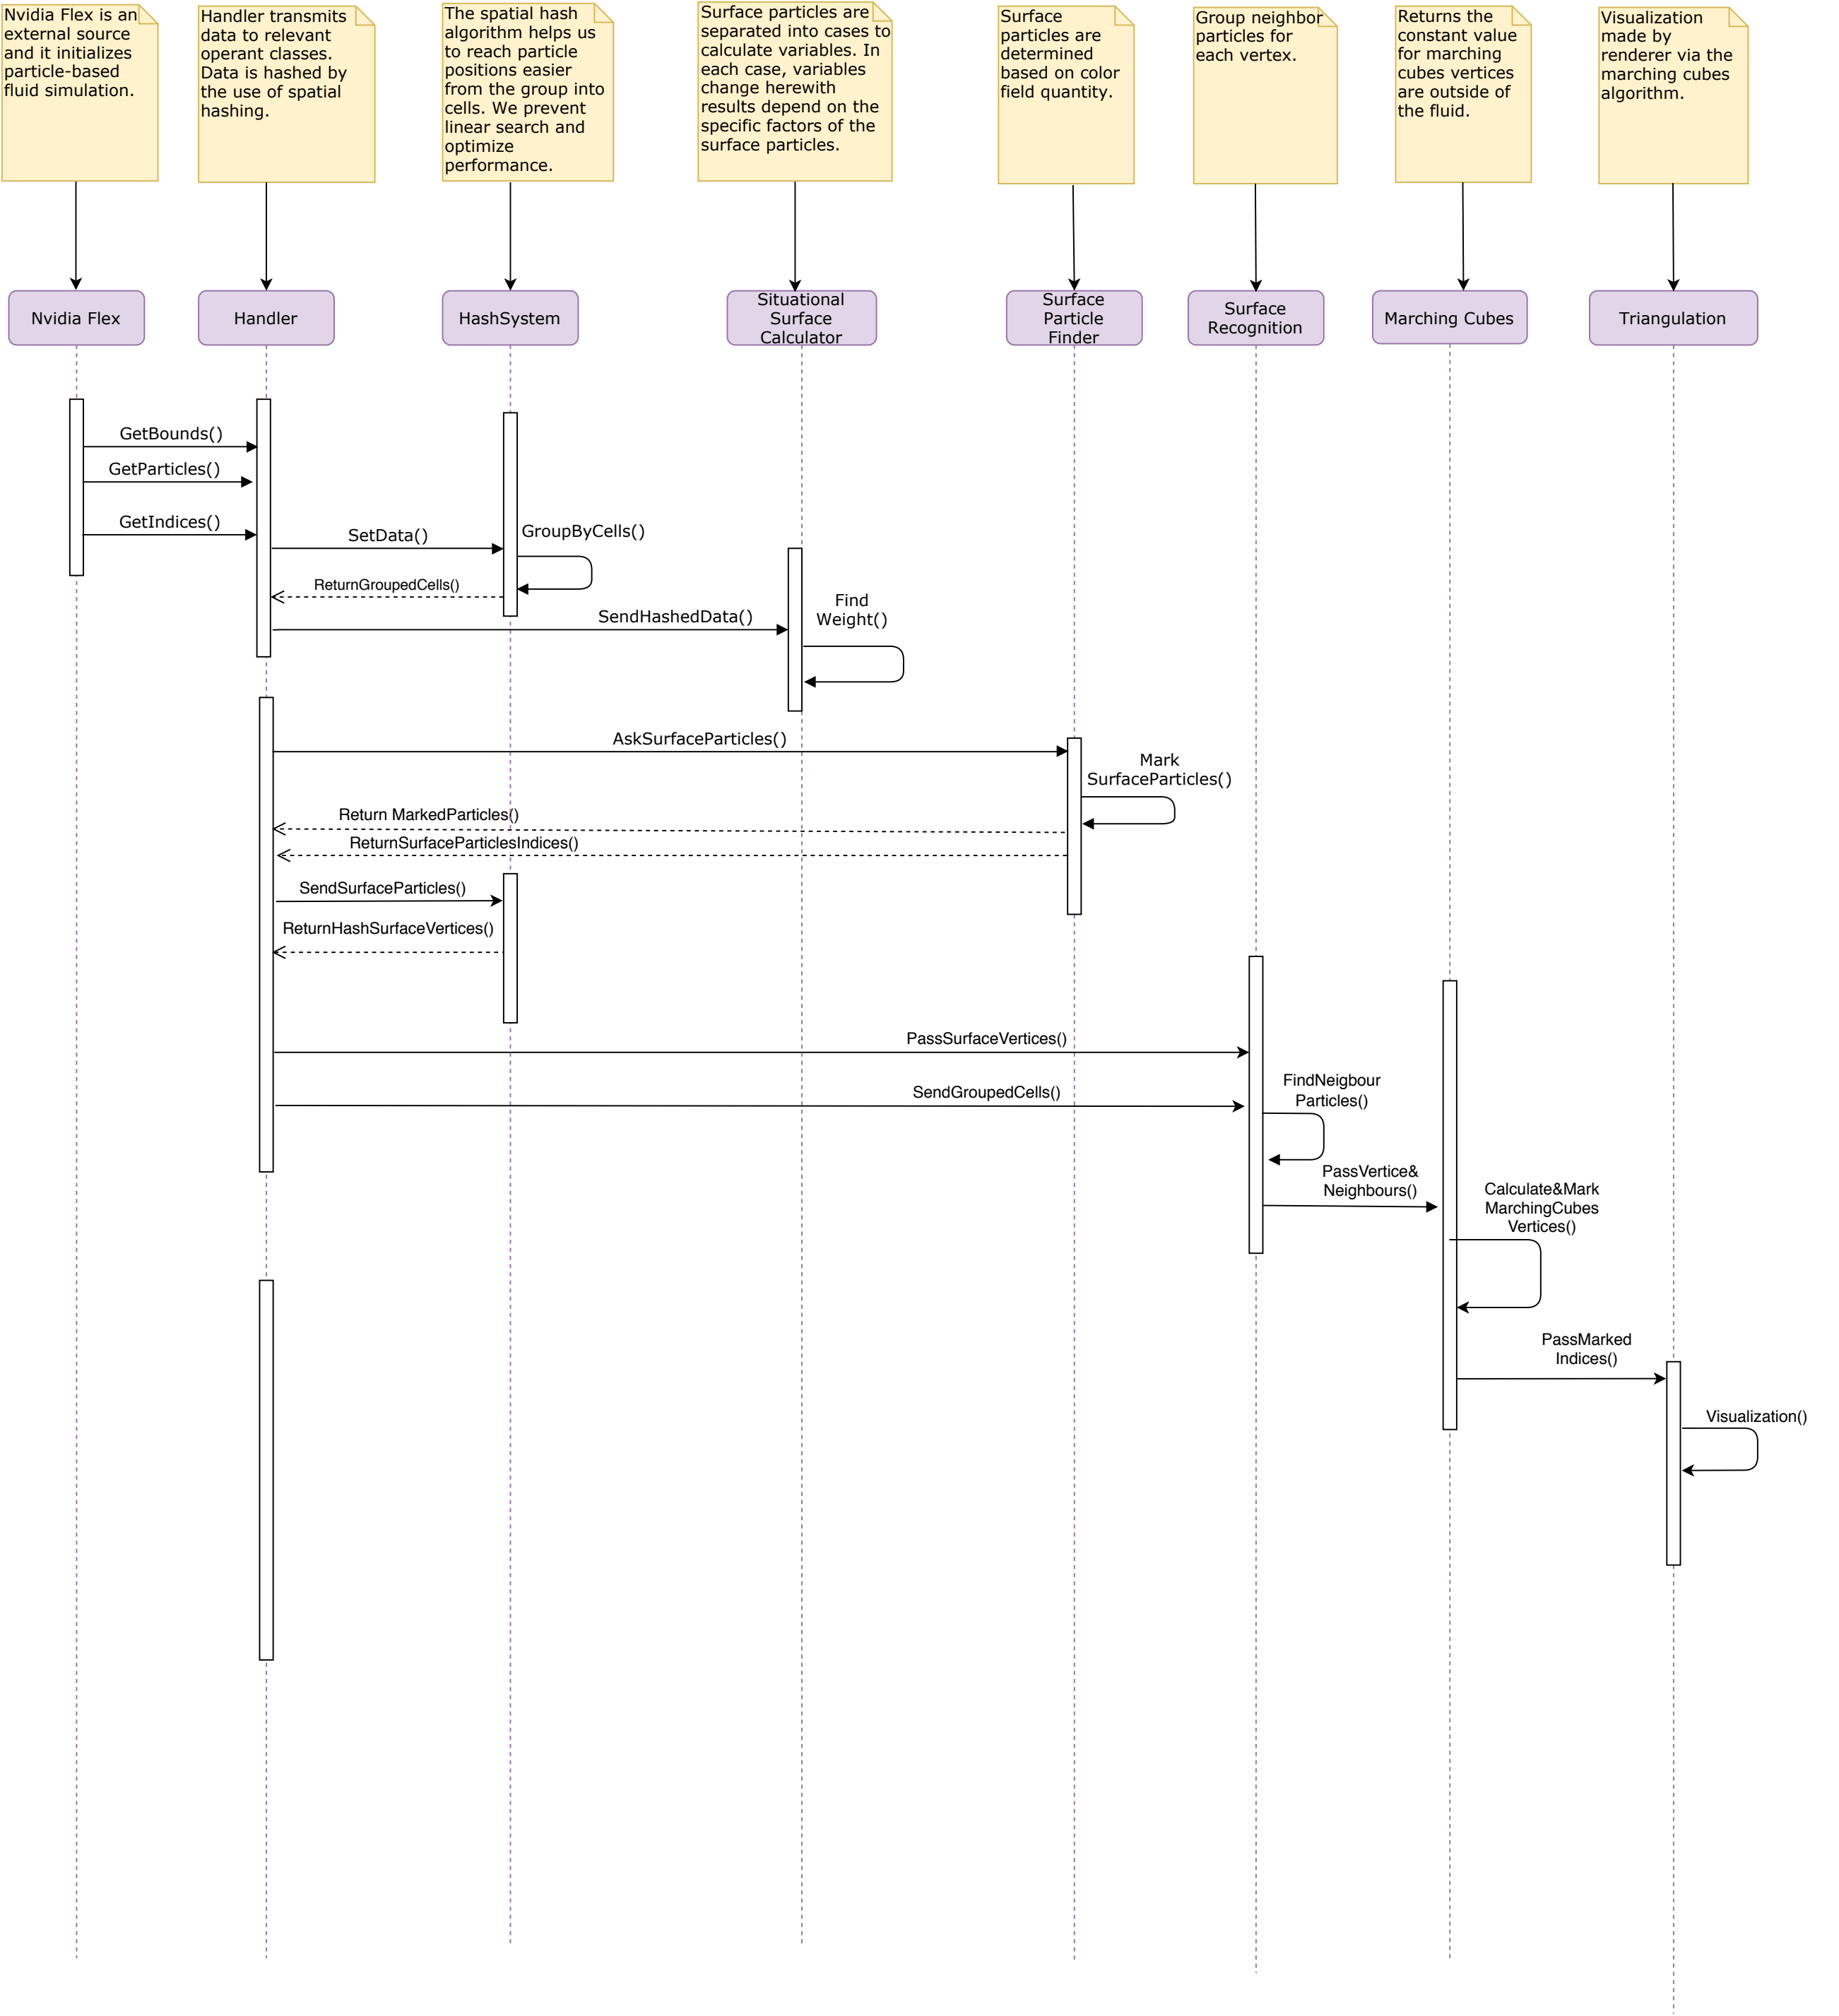 Nvidia Flex is an
external source
and it initializes
particle-based
fluid simulation.
Handler transmits
data to relevant
operant classes.
Data is hashed by
the use of spatial
hashing.
The spatial hash
algorithm helps us
to reach particle
positions easier
from the group into
cells. We prevent
linear search and
optimize
performance.
Surface particles are
separated into cases to
calculate variables. In
each case, variables
change herewith
results depend on the
specific factors of the
surface particles.
Surface
particles are
determined
based on color
field quantity.
Group neighbor
particles for
each vertex.
Returns the
constant value
for marching
cubes vertices
are outside of
the fluid.
Visualization
made by
renderer via the
marching cubes
algorithm.
Nvidia Flex
Handler
HashSystem
Situational
Surface
Calculator
Surface
Particle
Finder
Surface
Recognition
Marching Cubes
Triangulation
GetBounds()
GetParticles()
GetIndices()
SetData()
GroupByCells()
ReturnGroupedCells()
SendHashedData()
Find
Weight()
AskSurfaceParticles()
Mark
SurfaceParticles()
Return MarkedParticles()
ReturnSurfaceParticlesIndices()
SendSurfaceParticles()
ReturnHashSurfaceVertices()
PassSurfaceVertices()
SendGroupedCells()
FindNeigbour
Particles()
PassVertice&
Neighbours()
Calculate&Mark
MarchingCubes
Vertices()
PassMarked
Indices()
Visualization()